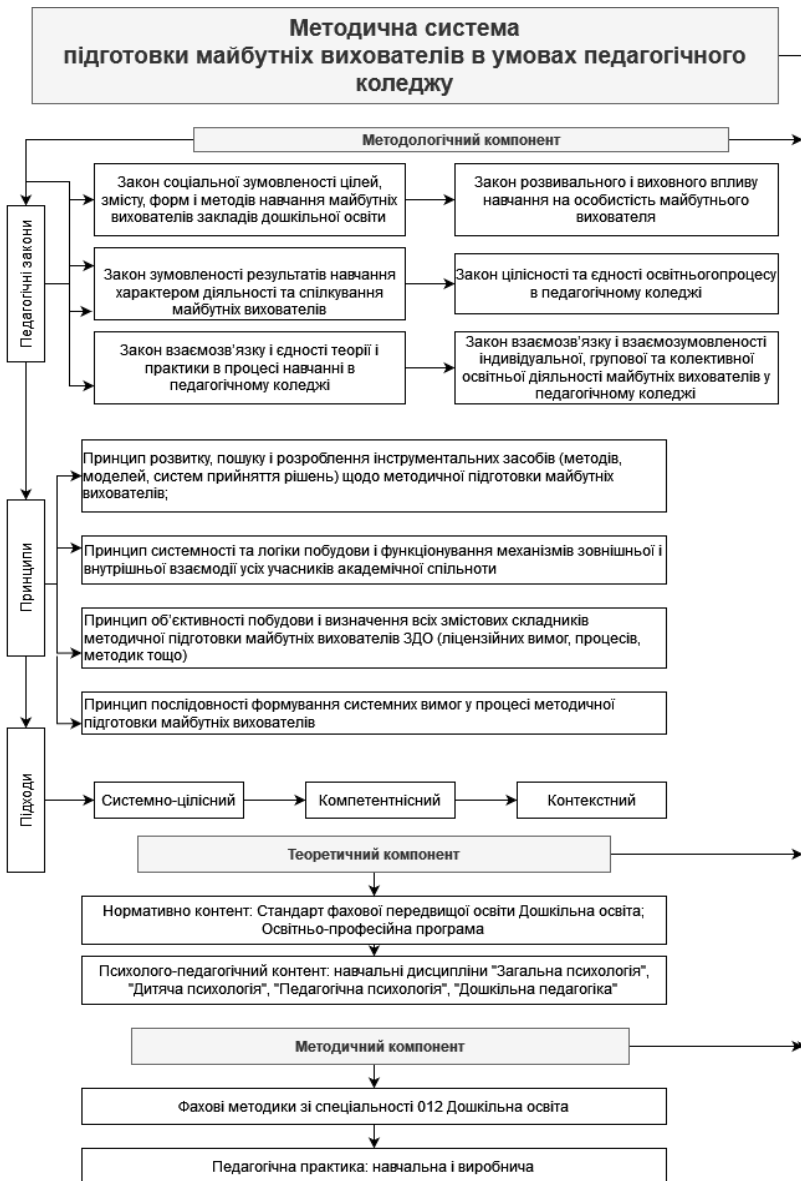 Методична система
підготовки майбутніх вихователів в умовах педагогічного
коледжу
Методологічний компонент
Педагогічні закони
Закон соціальної зумовленості цілей,
змісту, форм і методів навчання майбутніх
вихователів закладів дошкільної освіти
Закон розвивального і виховного впливу
навчання на особистість майбутнього
вихователя
Закон зумовленості результатів навчання
характером діяльності та спілкування
майбутніх вихователів
Закон цілісності та єдності освітньогопроцесу
в педагогічному коледжі
Закон взаємозв'язку і єдності теорії і
практики в процесі навчанні в
педагогічному коледжі
Закон взаємозв'язку і взаємозумовленості
індивідуальної, групової та колективної
освітньої діяльності майбутніх вихователів у
педагогічному коледжі
Принципи
Принцип розвитку, пошуку і розроблення інструментальних засобів (методів,
моделей, систем прийняття рішень) щодо методичної підготовки майбутніх
вихователів;
Принцип системності та логіки побудови і функціонування механізмів зовнішньої і
внутрішньої взаємодії усіх учасників академічної спільноти
Принцип об'єктивності побудови і визначення всіх змістових складників
методичної підготовки майбутніх вихователів ЗДО (ліцензійних вимог, процесів,
методик тощо)
Принцип послідовності формування системних вимог у процесі методичної
підготовки майбутніх вихователів
Підходи
Системно-цілісний
Компетентнісний
Контекстний
Теоретичний компонент
Нормативно контент: Стандарт фахової передвищої освіти Дошкільна освіта;
Освітньо-професійна програма
Психолого-педагогічний контент: навчальні дисципліни "Загальна психологія",
"Дитяча психологія", "Педагогічна психологія", "Дошкільна педагогіка"
Методичний компонент
Фахові методики зі спеціальності 012 Дошкільна освіта
Педагогічна практика: навчальна і виробнича